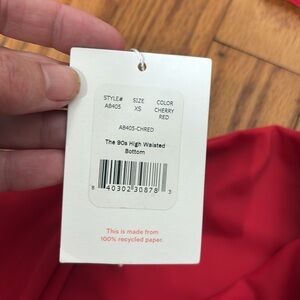 STYLE# SIZE COLOR
AB405 XS CHERRY
RED
AB405-CHRED
The 90s High Waisted
Bottom
8 40302 30878 3
This is made from
100% recycled paper.